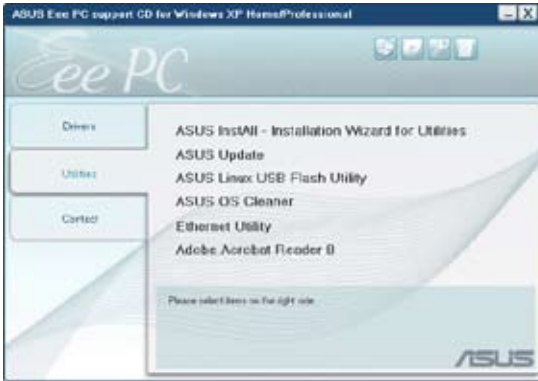 ASUS Eee PC support CD for Windows XP Home/Professional
Eee PC
Drivers
Utilities
Contact
ASUS InstAll - Installation Wizard for Utilities
ASUS Update
ASUS Linux USB Flash Utility
ASUS OS Cleaner
Ethernet Utility
Adobe Acrobat Reader 8
Please select items on the right side
ASUS